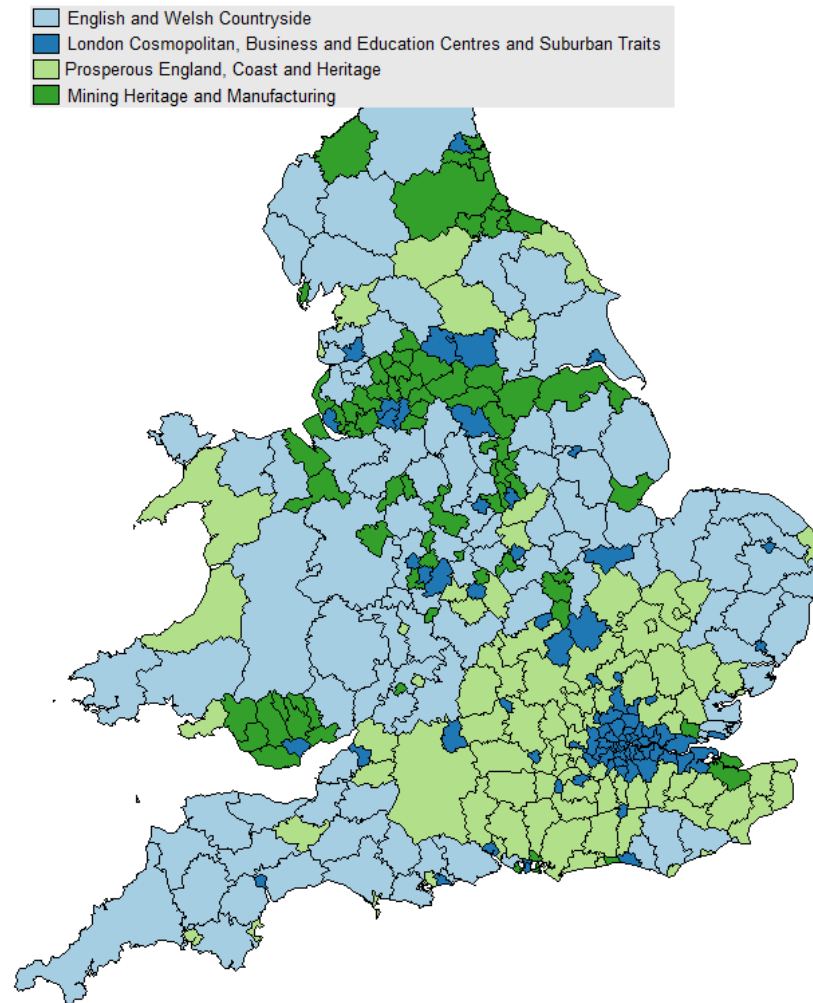 English and Welsh Countryside
London Cosmopolitan, Business and Education Centres and Suburban Traits
Prosperous England, Coast and Heritage
Mining Heritage and Manufacturing